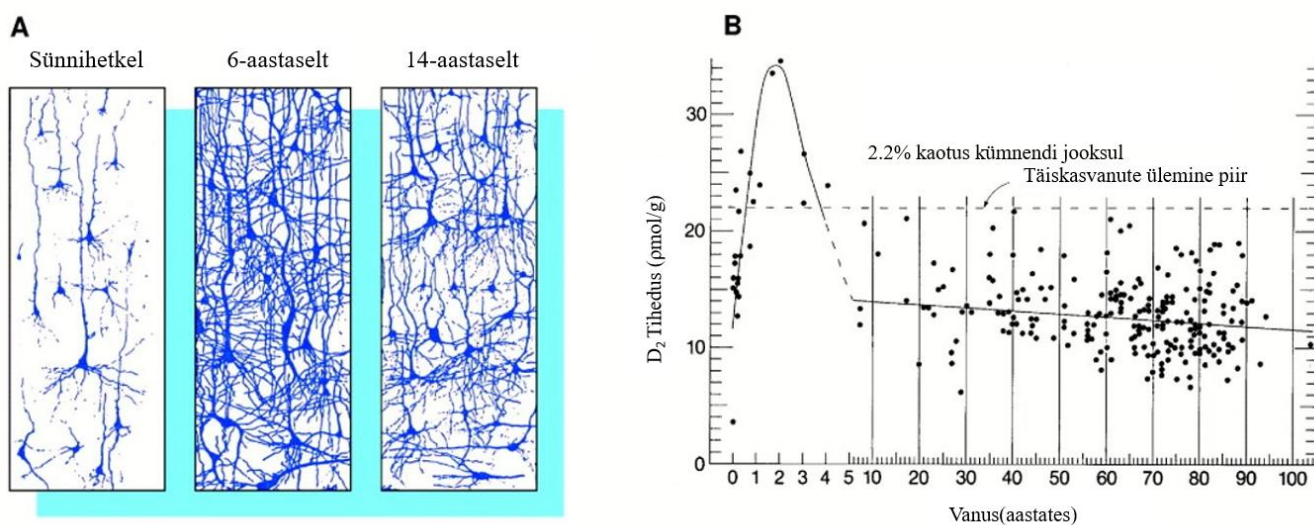 A
Sünnihetkel
6-aastaselt
14-aastaselt
B
D₂ Tihedus (ρmol/g)
30
20
10
0
2.2% kaotus kümnendi jooksul
Täiskasvanute ülemine piir
0 1 2 3 4 5 10 20 30 40 50 60 70 80 90 100
Vanus(aastates)